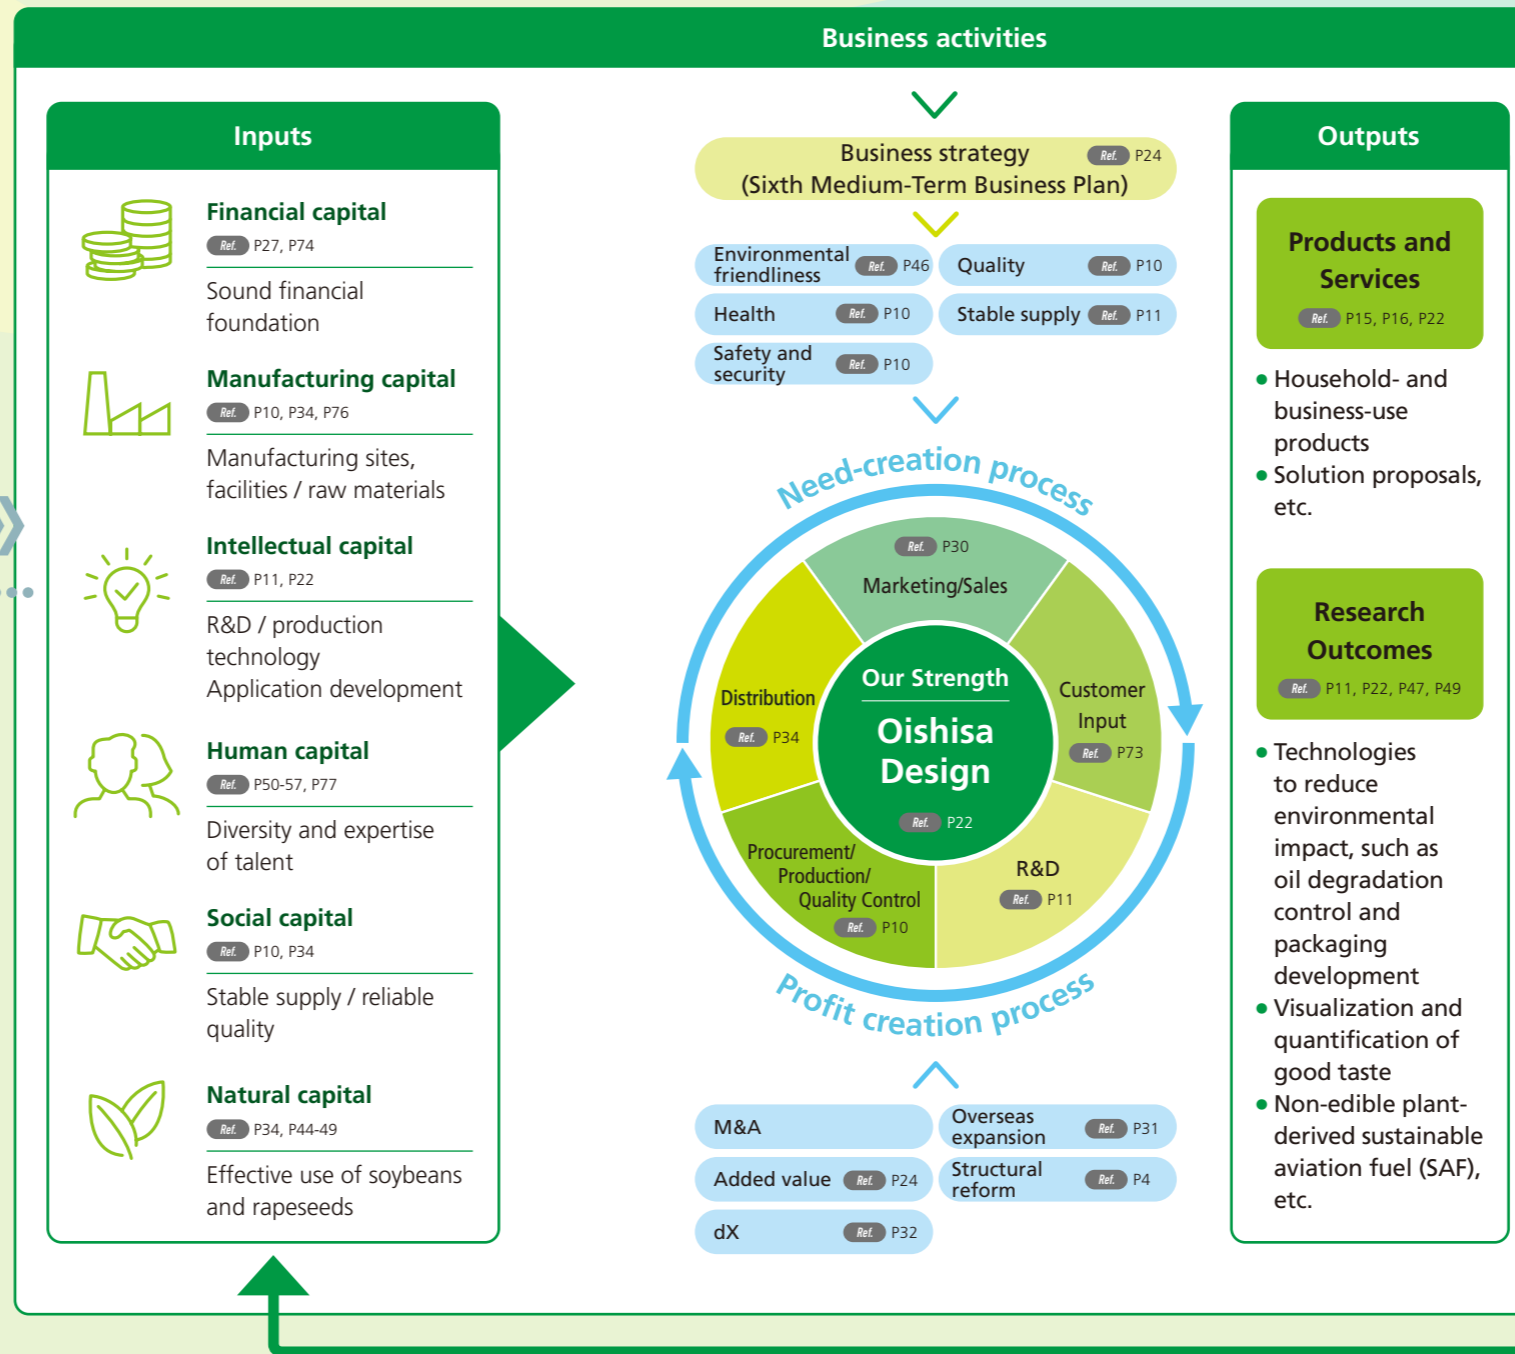 Business activities
Inputs
Financial capital
Ref. P27, P74
Sound financial
foundation
Manufacturing capital
Ref. P10, P34, P76
Manufacturing sites,
facilities / raw materials
Intellectual capital
Ref. P11, P22
R&D / production
technology
Application development
Human capital
Ref. P50-57, P77
Diversity and expertise
of talent
Social capital
Ref. P10, P34
Stable supply / reliable
quality
Natural capital
Ref. P34, P44-49
Effective use of soybeans
and rapeseeds
Business strategy Ref. P24
(Sixth Medium-Term Business Plan)
Environmental
friendliness Ref. P46
Quality Ref. P10
Health Ref. P10
Stable supply Ref. P11
Safety and
security Ref. P10
Need-creation process
Ref. P30
Marketing/Sales
Customer
Input
Ref. P73
R&D
Ref. P11
Procurement/
Production/
Quality Control
Ref. P10
Distribution
Ref. P34
Our Strength
Oishisa
Design
Ref. P22
Profit creation process
M&A
Overseas
expansion Ref. P31
Added value Ref. P24
Structural
reform Ref. P4
dX Ref. P32
Outputs
Products and
Services
Ref. P15, P16, P22
• Household- and
business-use
products
• Solution proposals,
etc.
Research
Outcomes
Ref. P11, P22, P47, P49
• Technologies
to reduce
environmental
impact, such as
oil degradation
control and
packaging
development
• Visualization and
quantification of
good taste
• Non-edible plant-
derived sustainable
aviation fuel (SAF),
etc.